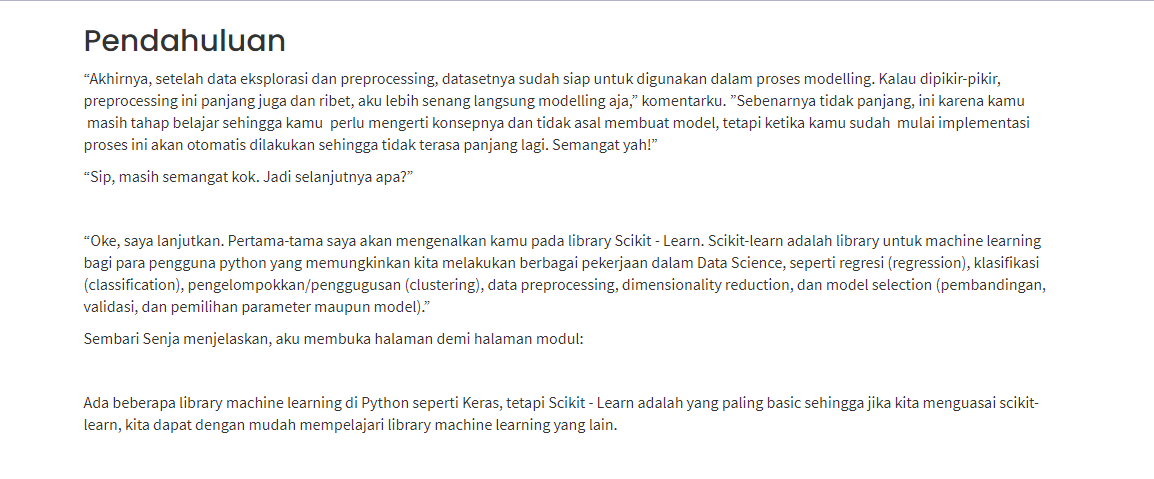 Pendahuluan
“Akhirnya, setelah data eksplorasi dan preprocessing, datasetnya sudah siap untuk digunakan dalam proses modelling. Kalau dipikir-pikir,
preprocessing ini panjang juga dan ribet, aku lebih senang langsung modelling aja,” komentarku. ”Sebenarnya tidak panjang, ini karena kamu
masih tahap belajar sehingga kamu perlu mengerti konsepnya dan tidak asal membuat model, tetapi ketika kamu sudah mulai implementasi
proses ini akan otomatis dilakukan sehingga tidak terasa panjang lagi. Semangat yah!”
“Sip, masih semangat kok. Jadi selanjutnya apa?”
“Oke, saya lanjutkan. Pertama-tama saya akan mengenalkan kamu pada library Scikit - Learn. Scikit-learn adalah library untuk machine learning
bagi para pengguna python yang memungkinkan kita melakukan berbagai pekerjaan dalam Data Science, seperti regresi (regression), klasifikasi
(classification), pengelompokkan/penggugusan (clustering), data preprocessing, dimensionality reduction, dan model selection (pembandingan,
validasi, dan pemilihan parameter maupun model).”
Sembari Senja menjelaskan, aku membuka halaman demi halaman modul:
Ada beberapa library machine learning di Python seperti Keras, tetapi Scikit - Learn adalah yang paling basic sehingga jika kita menguasai scikit-
learn, kita dapat dengan mudah mempelajari library machine learning yang lain.